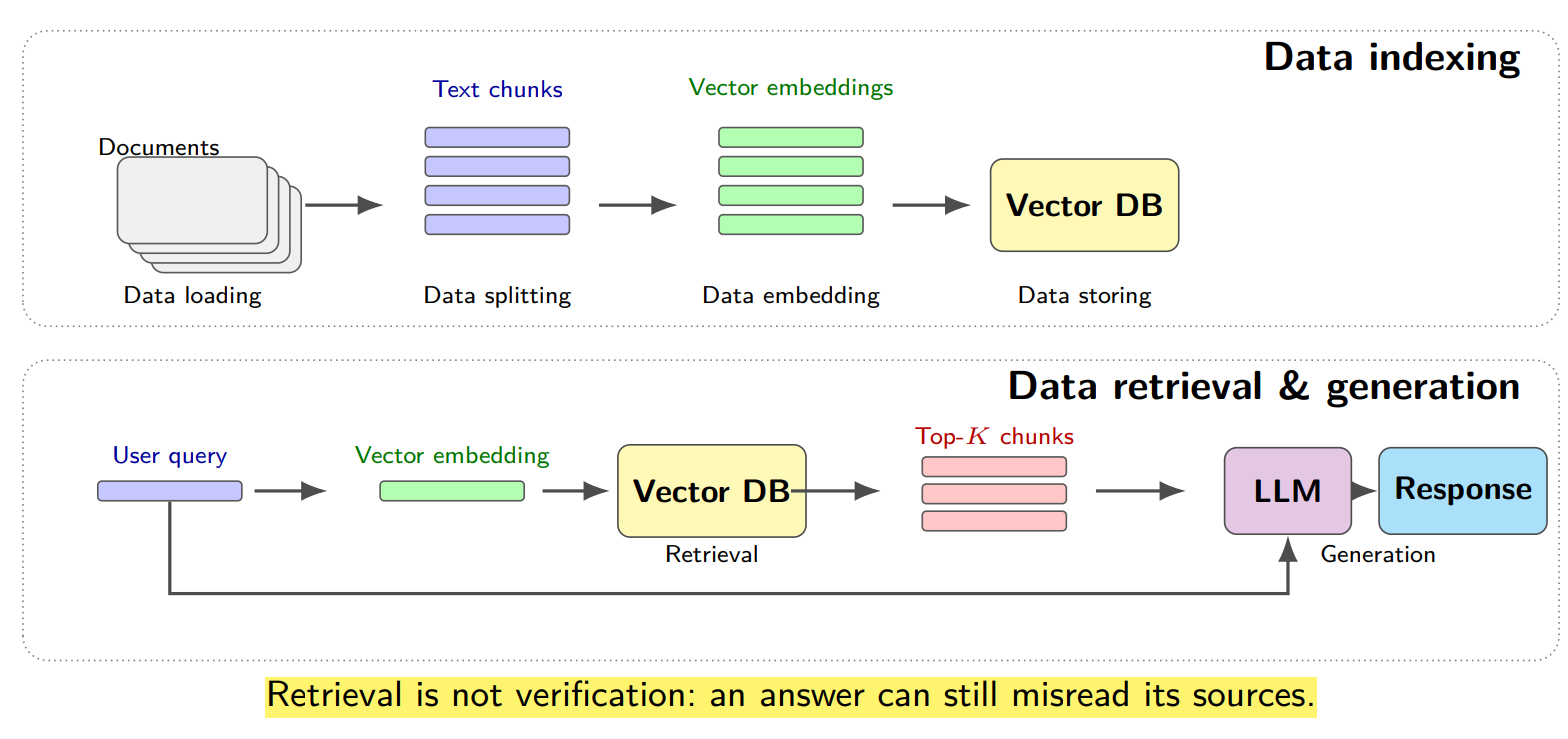 Data indexing
Text chunks
Vector embeddings
Documents
Vector DB
Data loading
Data splitting
Data embedding
Data storing
Data retrieval & generation
User query
Vector embedding
Top-K chunks
Vector DB
LLM
Response
Retrieval
Generation
Retrieval is not verification: an answer can still misread its sources.